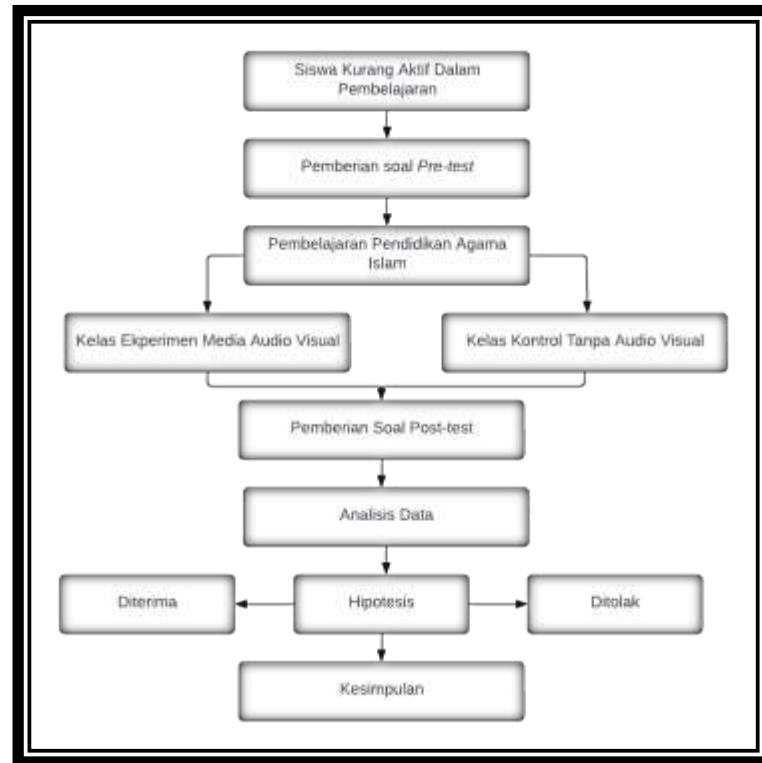 Siswa Kurang Aktif Dalam
Pembelajaran
Pemberian soal Pre-test
Pembelajaran Pendidikan Agama
Islam
Kelas Ekperimen Media Audio Visual
Kelas Kontrol Tanpa Audio Visual
Pemberian Soal Post-test
Analisis Data
Diterima
Hipotesis
Ditolak
Kesimpulan